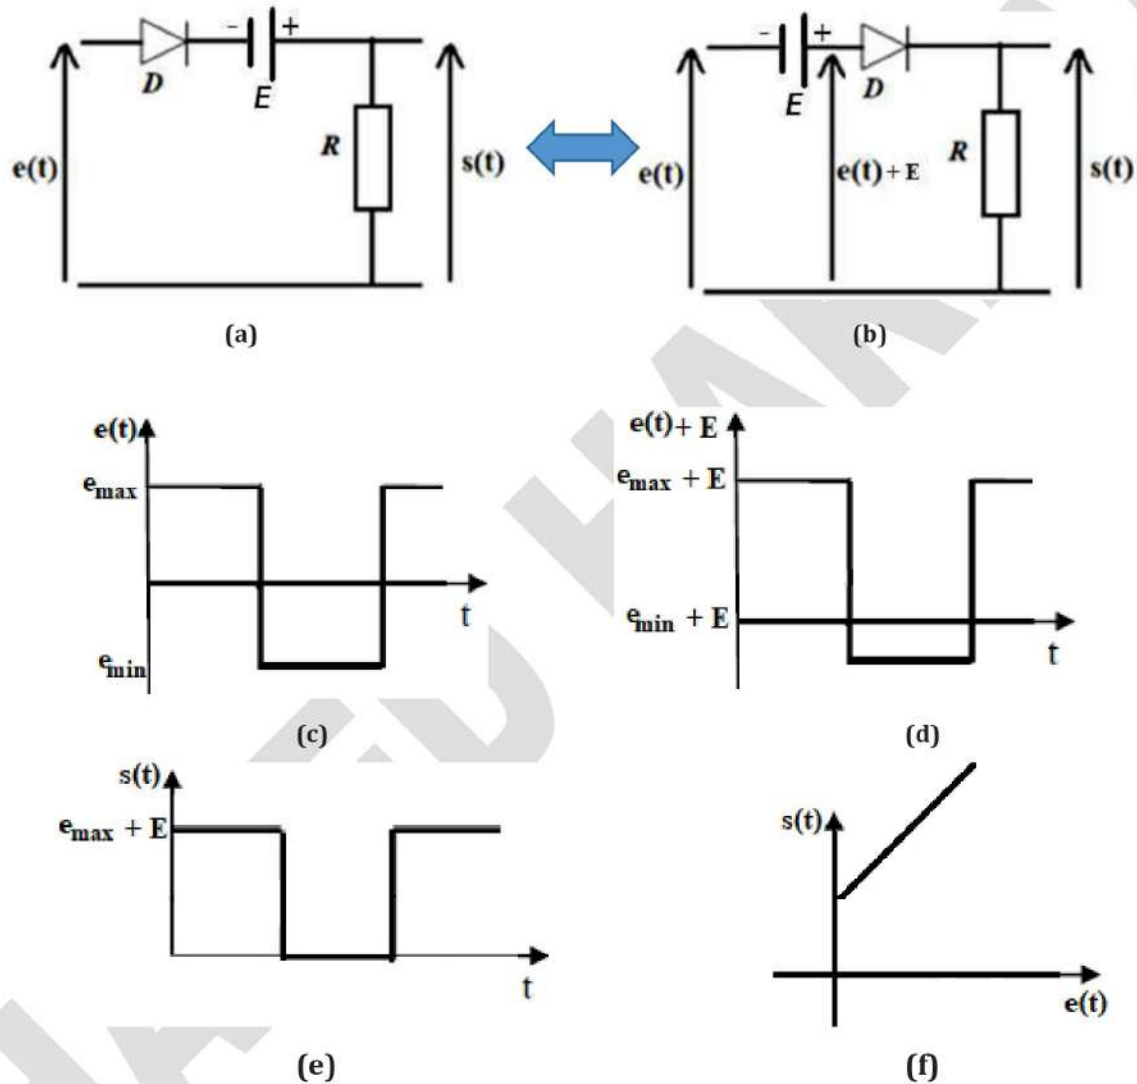 - +
D
E
R
e(t)
s(t)
(a)
- +
E
D
R
e(t)
e(t) + E
s(t)
(b)
e(t)
emax
emin
t
(c)
e(t) + E
emax + E
emin + E
t
(d)
s(t)
emax + E
t
(e)
s(t)
e(t)
(f)